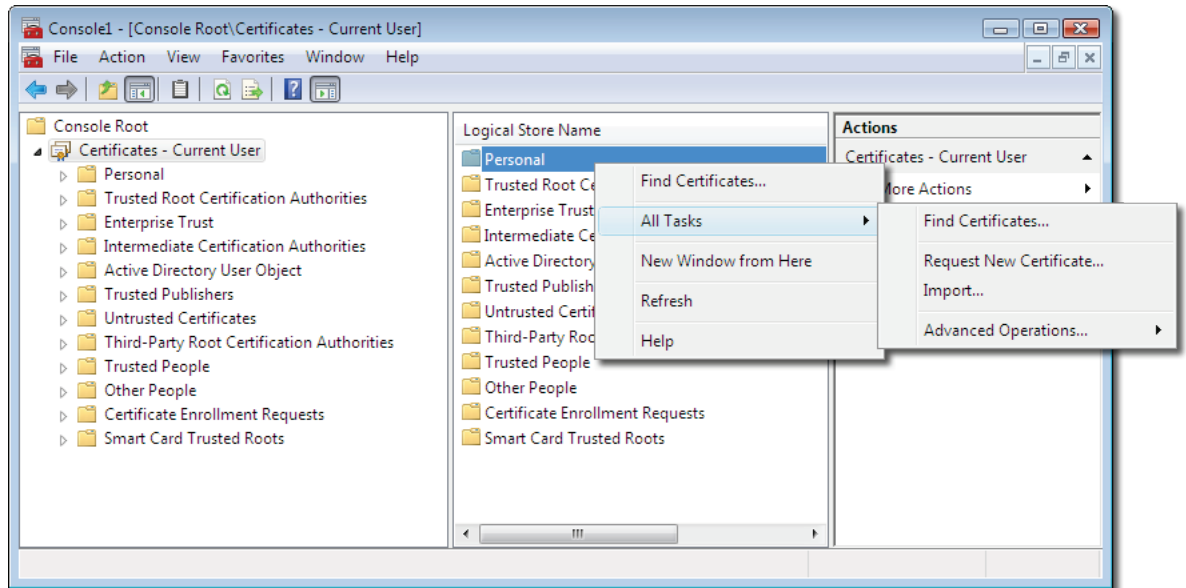 Console1 - [Console Root\Certificates - Current User]
File Action View Favorites Window Help
Console Root
Certificates - Current User
Personal
Trusted Root Certification Authorities
Enterprise Trust
Intermediate Certification Authorities
Active Directory User Object
Trusted Publishers
Untrusted Certificates
Third-Party Root Certification Authorities
Trusted People
Other People
Certificate Enrollment Requests
Smart Card Trusted Roots
Logical Store Name
Personal
Trusted Root Ce
Enterprise Trust
Intermediate Ce
Active Directory
Trusted Publish
Untrusted Certif
Third-Party Roo
Trusted People
Other People
Certificate Enrollment Requests
Smart Card Trusted Roots
Find Certificates...
All Tasks
New Window from Here
Refresh
Help
Actions
Certificates - Current User
More Actions
Find Certificates...
Request New Certificate...
Import...
Advanced Operations...